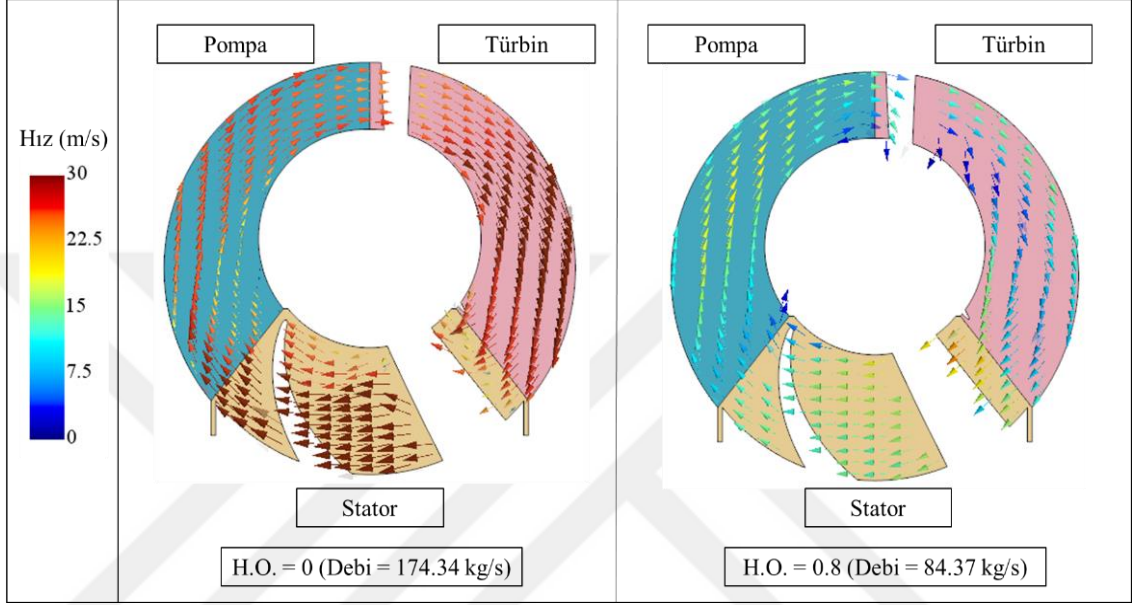 Pompa
Türbin
Pompa
Türbin
Hız (m/s)
30
22.5
15
7.5
0
Stator
Stator
H.O. = 0 (Debi = 174.34 kg/s)
H.O. = 0.8 (Debi = 84.37 kg/s)